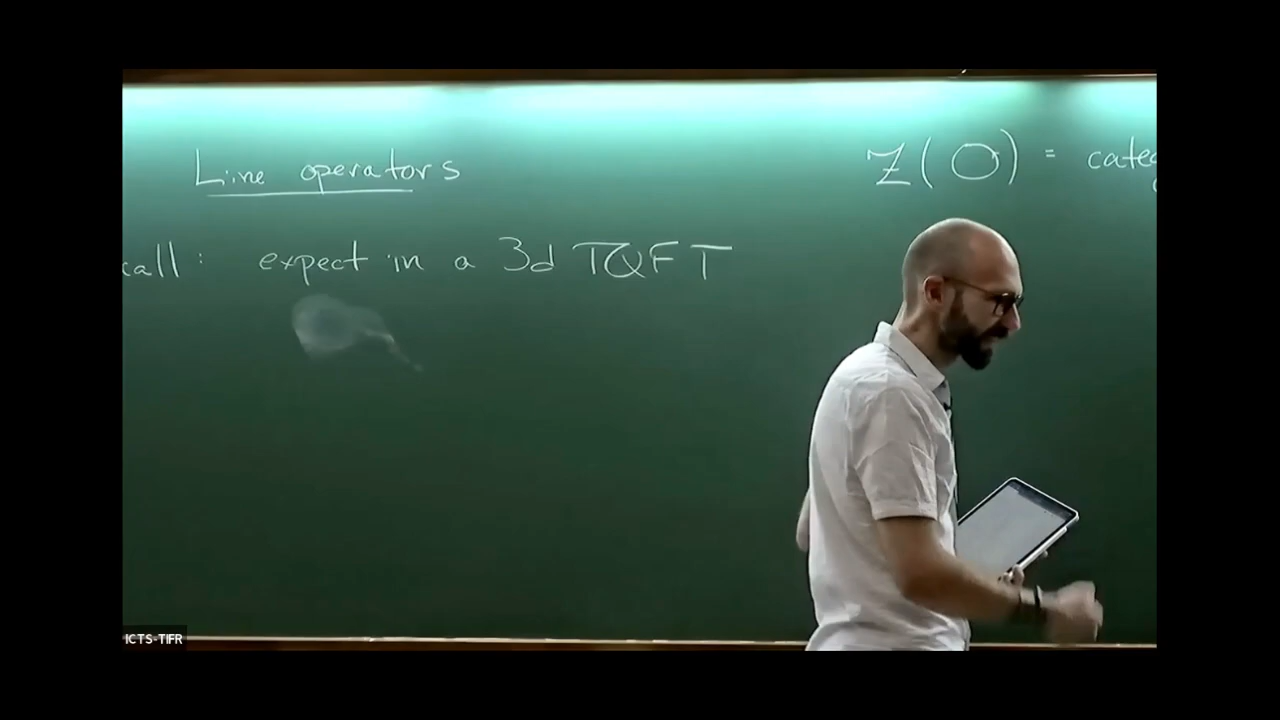 Line operators
call : expect in a 3d TQFT
Z(O) = categ
ICTS-TIFR